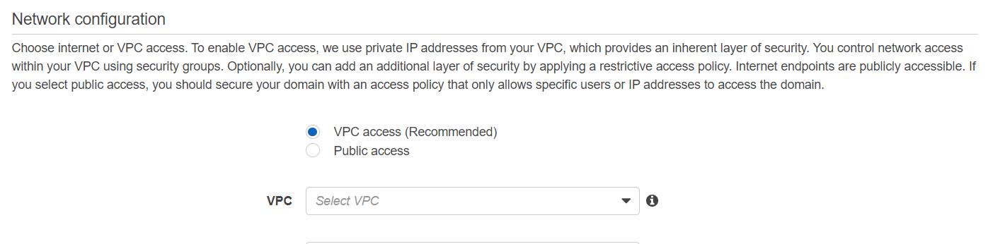 Network configuration
Choose internet or VPC access. To enable VPC access, we use private IP addresses from your VPC, which provides an inherent layer of security. You control network access
within your VPC using security groups. Optionally, you can add an additional layer of security by applying a restrictive access policy. Internet endpoints are publicly accessible. If
you select public access, you should secure your domain with an access policy that only allows specific users or IP addresses to access the domain.
VPC access (Recommended)
Public access
VPC Select VPC